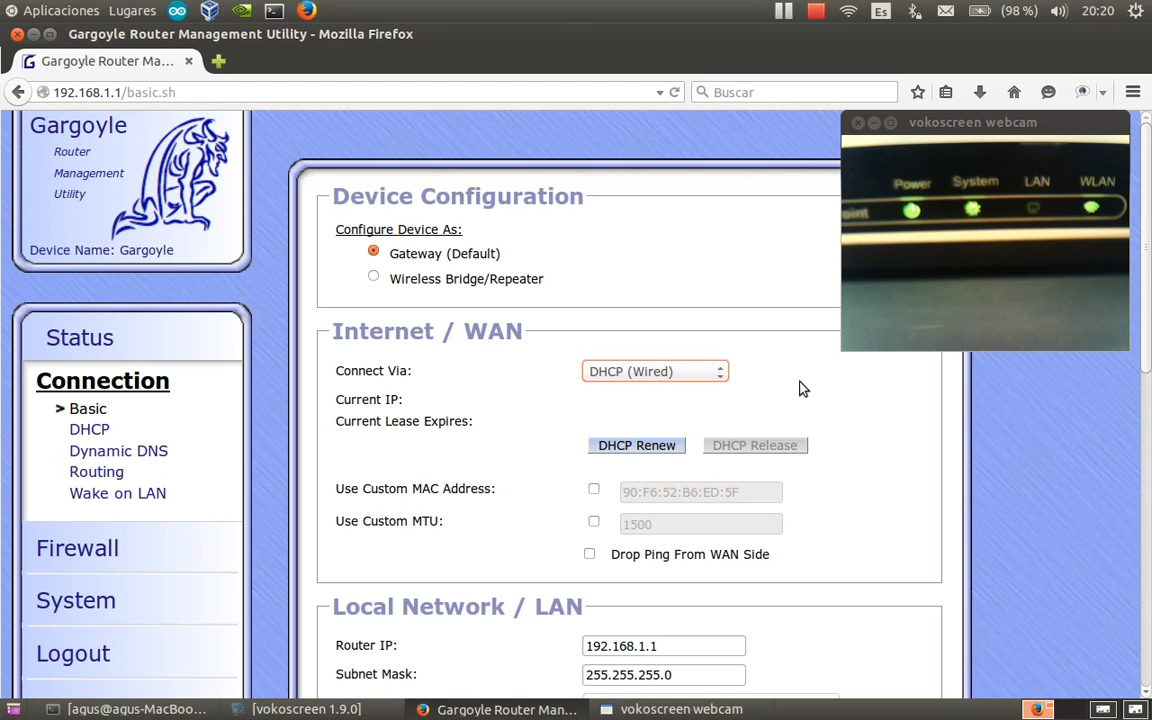 Aplicaciones Lugares Es (98 %) 20:20
Gargoyle Router Management Utility - Mozilla Firefox
Gargoyle Router Ma...
192.168.1.1/basic.sh Buscar
vokoscreen webcam
Power System LAN WLAN
oint
Gargoyle
Router
Management
Utility
Device Name: Gargoyle
Status
Connection
> Basic
DHCP
Dynamic DNS
Routing
Wake on LAN
Firewall
System
Logout
Device Configuration
Configure Device As:
Gateway (Default)
Wireless Bridge/Repeater
Internet / WAN
Connect Via: DHCP (Wired)
Current IP:
Current Lease Expires:
DHCP Renew DHCP Release
Use Custom MAC Address: 90:F6:52:B6:ED:5F
Use Custom MTU: 1500
Drop Ping From WAN Side
Local Network / LAN
Router IP: 192.168.1.1
Subnet Mask: 255.255.255.0
[agus@agus-MacBoo... [vokoscreen 1.9.0] Gargoyle Router Man... vokoscreen webcam